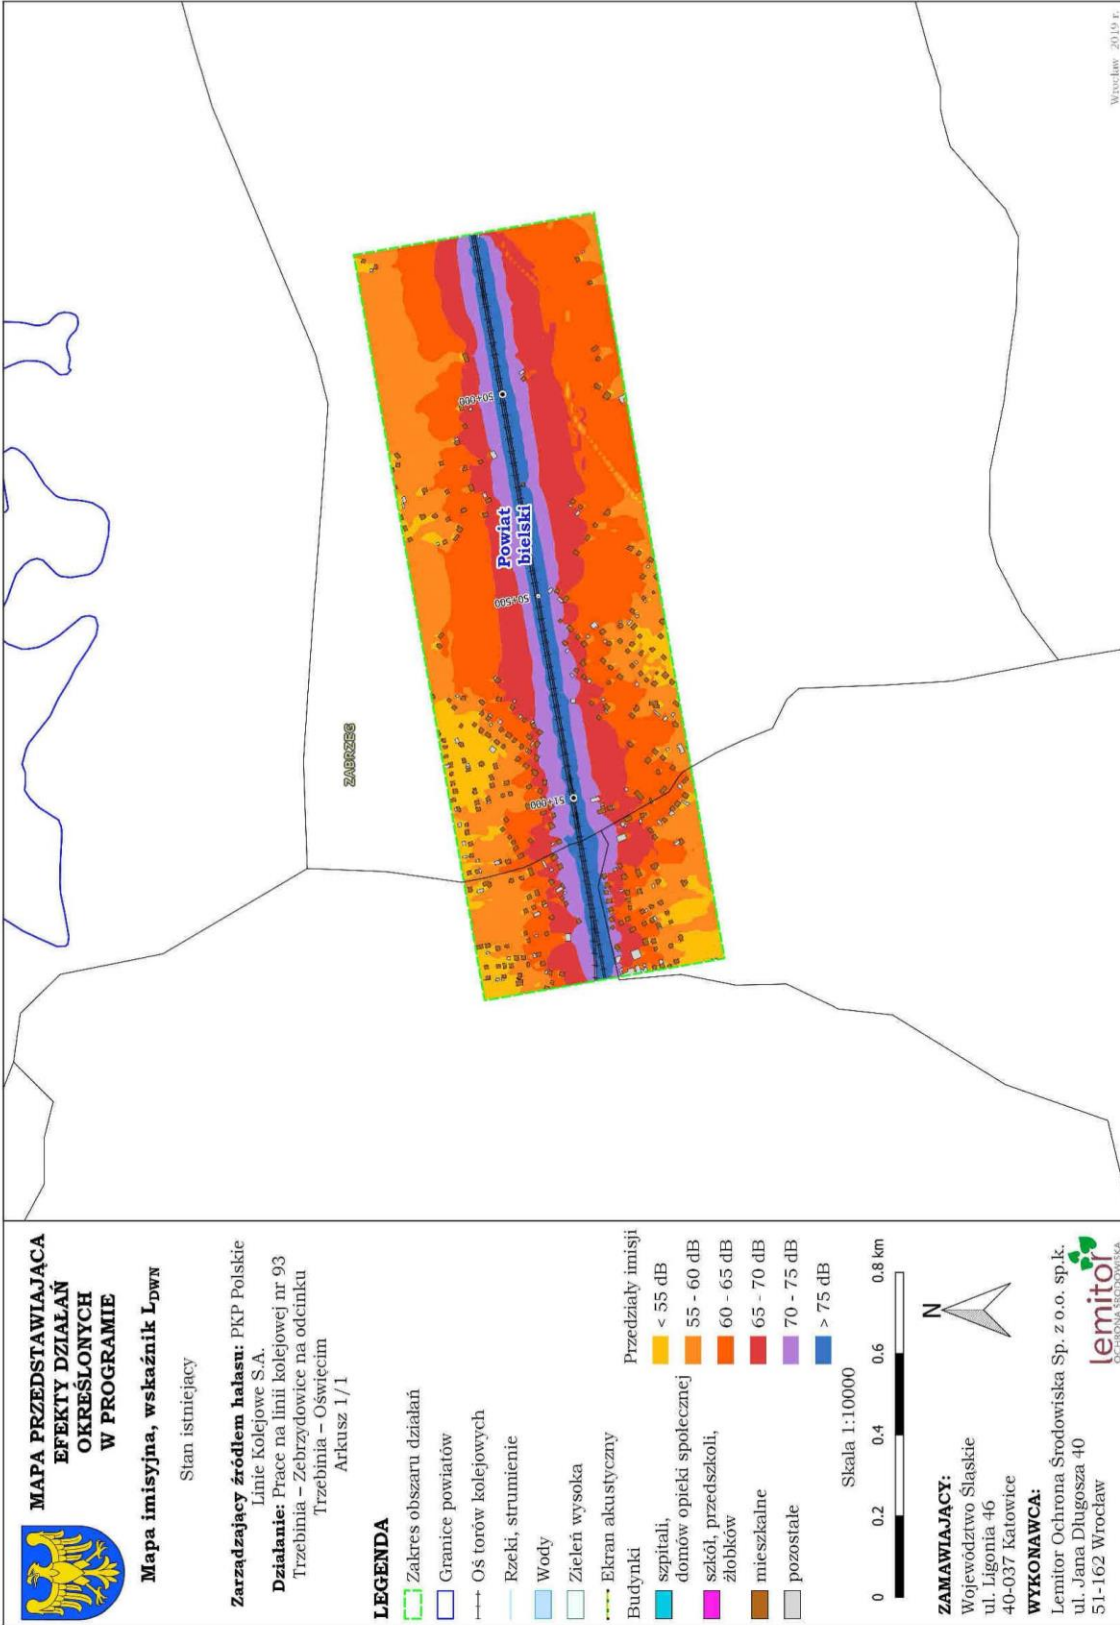 MAPA PRZEDSTAWIAJĄCA
EFEKTY DZIAŁAŃ
OKREŚLONYCH
W PROGRAMIE
Mapa imisyjna, wskaźnik LDWN
Stan istniejący
Zarządzający źródłem hałasu: PKP Polskie
Linie Kolejowe S.A.
Działanie: Prace na linii kolejowej nr 93
Trzebinia – Zebrzydowice na odcinku
Trzebinia – Oświęcim
Arkusz 1/1
LEGENDA
Zakres obszaru działań
Granice powiatów
Oś torów kolejowych
Rzeki, strumienie
Wody
Zieleń wysoka
Ekran akustyczny
Budynki
szpitali,
domów opieki społecznej
szkół, przedszkoli,
żłobków
mieszkalne
pozostałe
Przedziały imisji
< 55 dB
55 - 60 dB
60 - 65 dB
65 - 70 dB
70 - 75 dB
> 75 dB
Skala 1:10000
0 0.2 0.4 0.6 0.8 km
N
ZAMAWIAJĄCY:
Województwo Śląskie
ul. Ligonia 46
40-037 Katowice
WYKONAWCA:
Lemitor Ochrona Środowiska Sp. z o.o. sp.k.
ul. Jana Długosza 40
51-162 Wrocław
lemitor
OCHRONA ŚRODOWISKA
ZABRZEG
51+000
50+500
Powiat
bielski
50+000
Wrocław 2019 r.